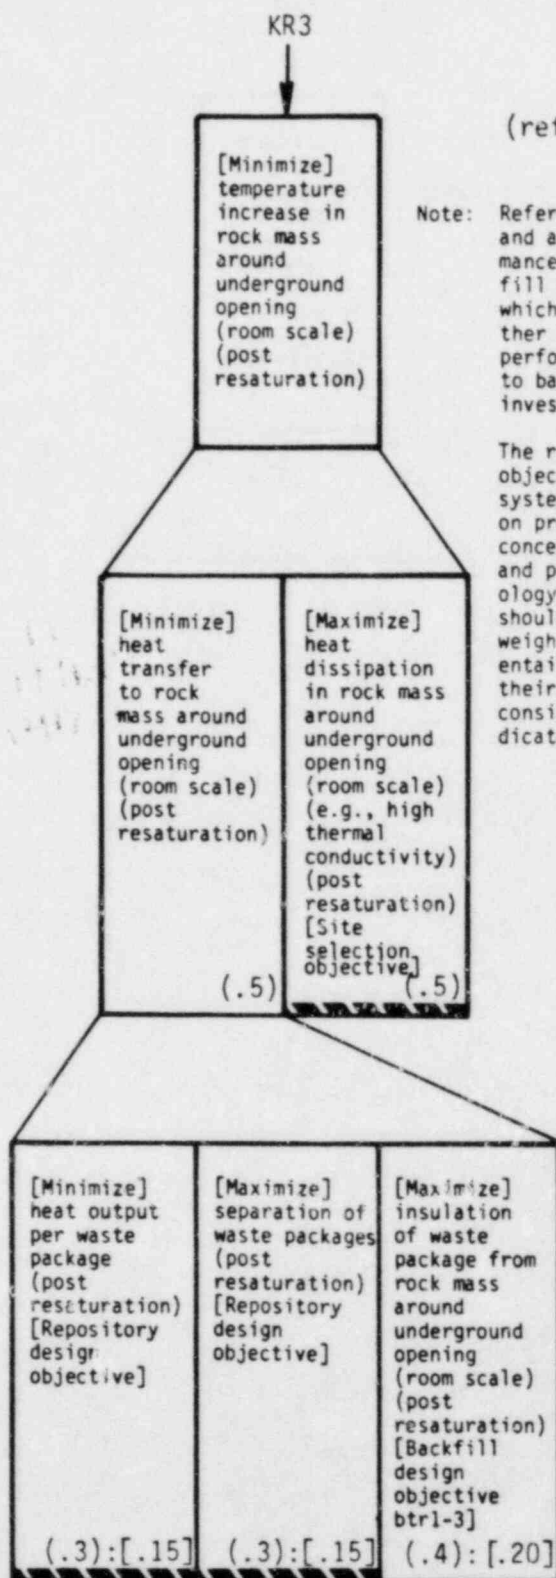 KR3
[Minimize]
temperature
increase in
rock mass
around
underground
opening
(room scale)
(post
resaturation)
Note: Refer
and a
mance
fill
which
ther
perfo
to ba
inves
The r
objec
syste
on pr
conce
and p
ology
shoul
weigh
entai
their
consi
dicat
[Minimize]
heat
transfer
to rock
mass around
underground
opening
(room scale)
(post
resaturation)
(.5)
[Maximize]
heat
dissipation
in rock mass
around
underground
opening
(room scale)
(e.g., high
thermal
conductivity)
(post
resaturation)
[Site
selection
objective]
(.5)
[Minimize]
heat output
per waste
package
(post
resaturation)
[Repository
design
objective]
(.3):[.15]
[Maximize]
separation of
waste packages
(post
resaturation)
[Repository
design
objective]
(.3):[.15]
[Maximize]
insulation
of waste
package from
rock mass
around
underground
opening
(room scale)
(post
resaturation)
[Backfill
design
objective
btr1-3]
(.4):[.20]